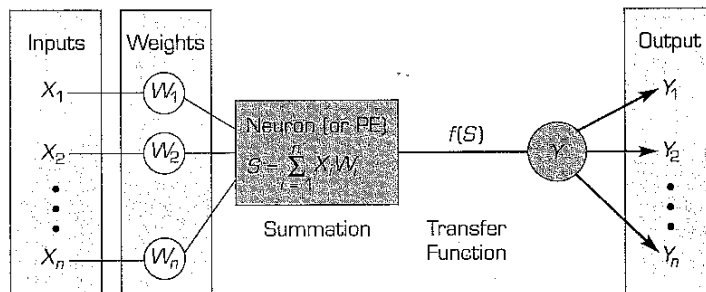 Inputs
Weights
Output
X₁
W₁
Y₁
Neuron (or PE)
f(S)
X₂
W₂
S = ∑ⁿᵢ₌₁ XᵢWᵢ
Y
Y₂
Summation
Transfer
Function
Xₙ
Wₙ
Yₙ